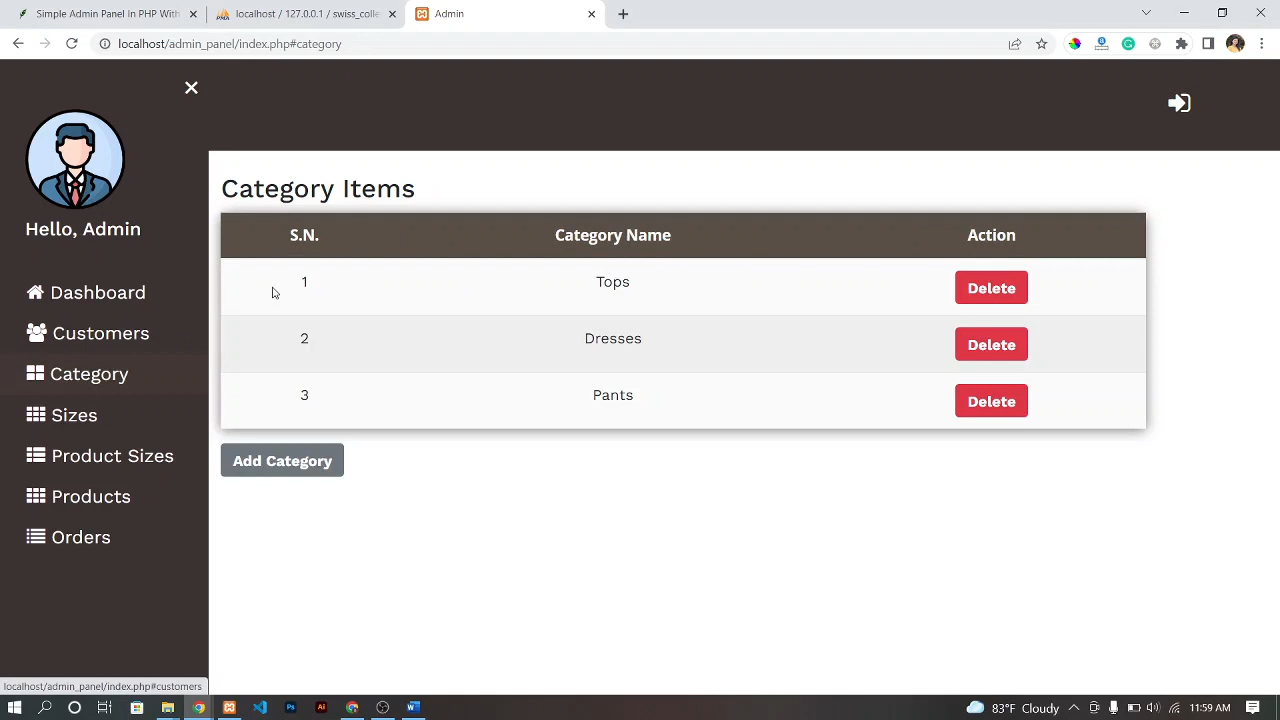 Simple Admin Panel In PHP With
localhost / 127.0.0.1 / swiss_colle
Admin
localhost/admin_panel/index.php#category
Hello, Admin
Dashboard
Customers
Category
Sizes
Product Sizes
Products
Orders
Category Items
S.N. Category Name Action
1 Tops Delete
2 Dresses Delete
3 Pants Delete
Add Category
localhost/admin_panel/index.php#customers
83°F Cloudy
11:59 AM